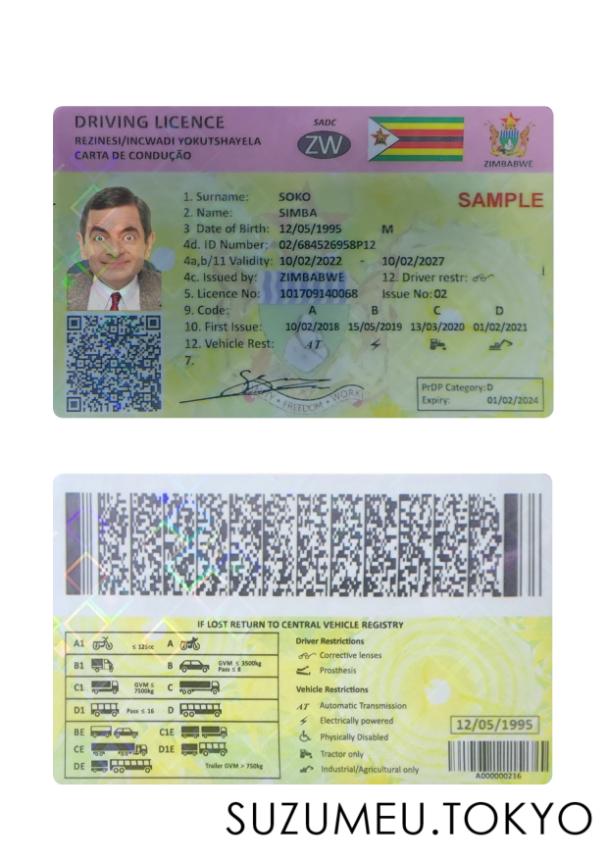 DRIVING LICENCE
REZINESI/INCWADI YOKUTSHAYELA
CARTA DE CONDUÇÃO
SADC
ZW
ZIMBABWE
SAMPLE
1. Surname: SOKO
2. Name: SIMBA
3 Date of Birth: 12/05/1995 M
4d. ID Number: 02/684526958P12
4a,b/11 Validity: 10/02/2022 - 10/02/2027
4c. Issued by: ZIMBABWE 12. Driver restr:
5. Licence No: 101709140068 Issue No: 02
9. Code: A B C D
10. First Issue: 10/02/2018 15/05/2019 13/03/2020 01/02/2021
12. Vehicle Rest: AT
7.
FREEDOM • WORK
PrDP Category: D
Expiry: 01/02/2024
IF LOST RETURN TO CENTRAL VEHICLE REGISTRY
A1 ≤ 125cc A
B1 B GVM ≤ 3500kg Pass ≤ 8
C1 GVM ≤ 7500kg C
D1 Pass ≤ 16 D
BE C1E
CE D1E
DE Trailer GVM > 750kg
Driver Restrictions
Corrective lenses
Prosthesis
Vehicle Restrictions
AT Automatic Transmission
Electrically powered
Physically Disabled
Tractor only
Industrial/Agricultural only
12/05/1995
A000000216
SUZUMEU.TOKYO